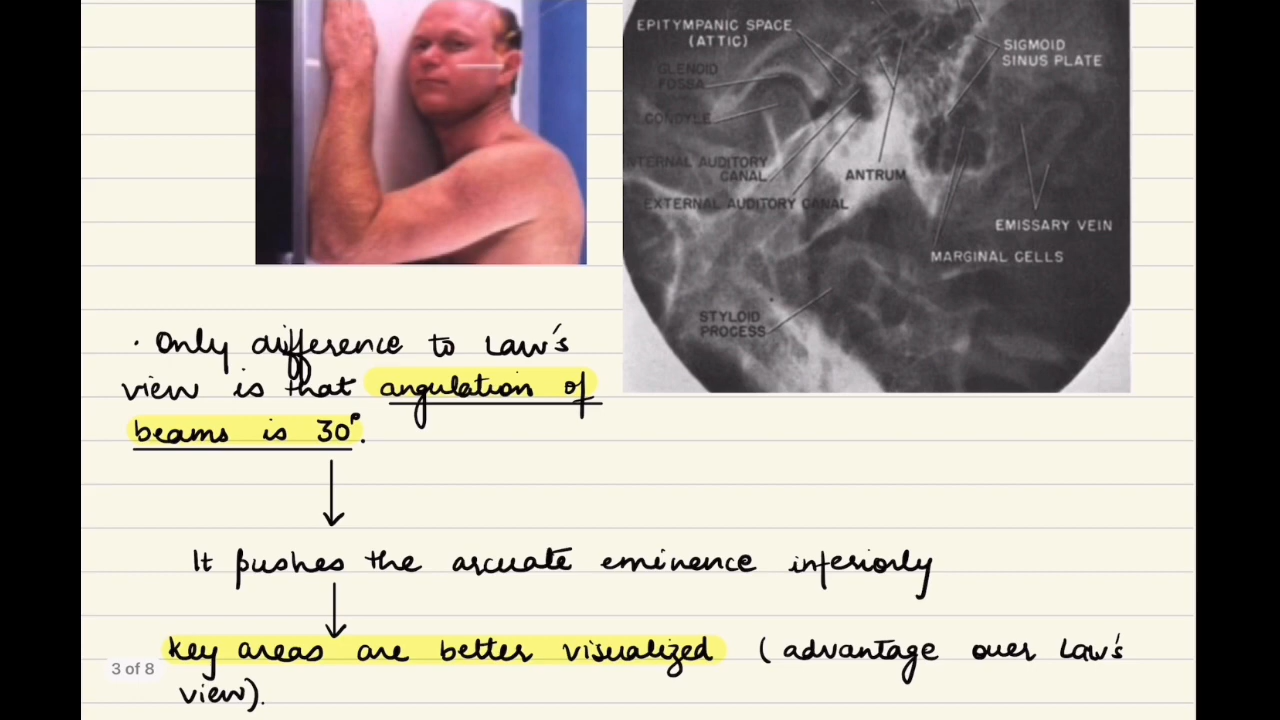 EPITYMPANIC SPACE
(ATTIC)
SIGMOID
SINUS PLATE
GLENOID
FOSSA
CONDYLE
NTERNAL AUDITORY
CANAL
ANTRUM
EXTERNAL AUDITORY CANAL
EMISSARY VEIN
MARGINAL CELLS
STYLOID
PROCESS
· Only difference to Law's
view is that angulation of
beams is 30°.
It pushes the arcuate eminence inferiorly
key areas are better visualized (advantage over Law's
view).
3 of 8